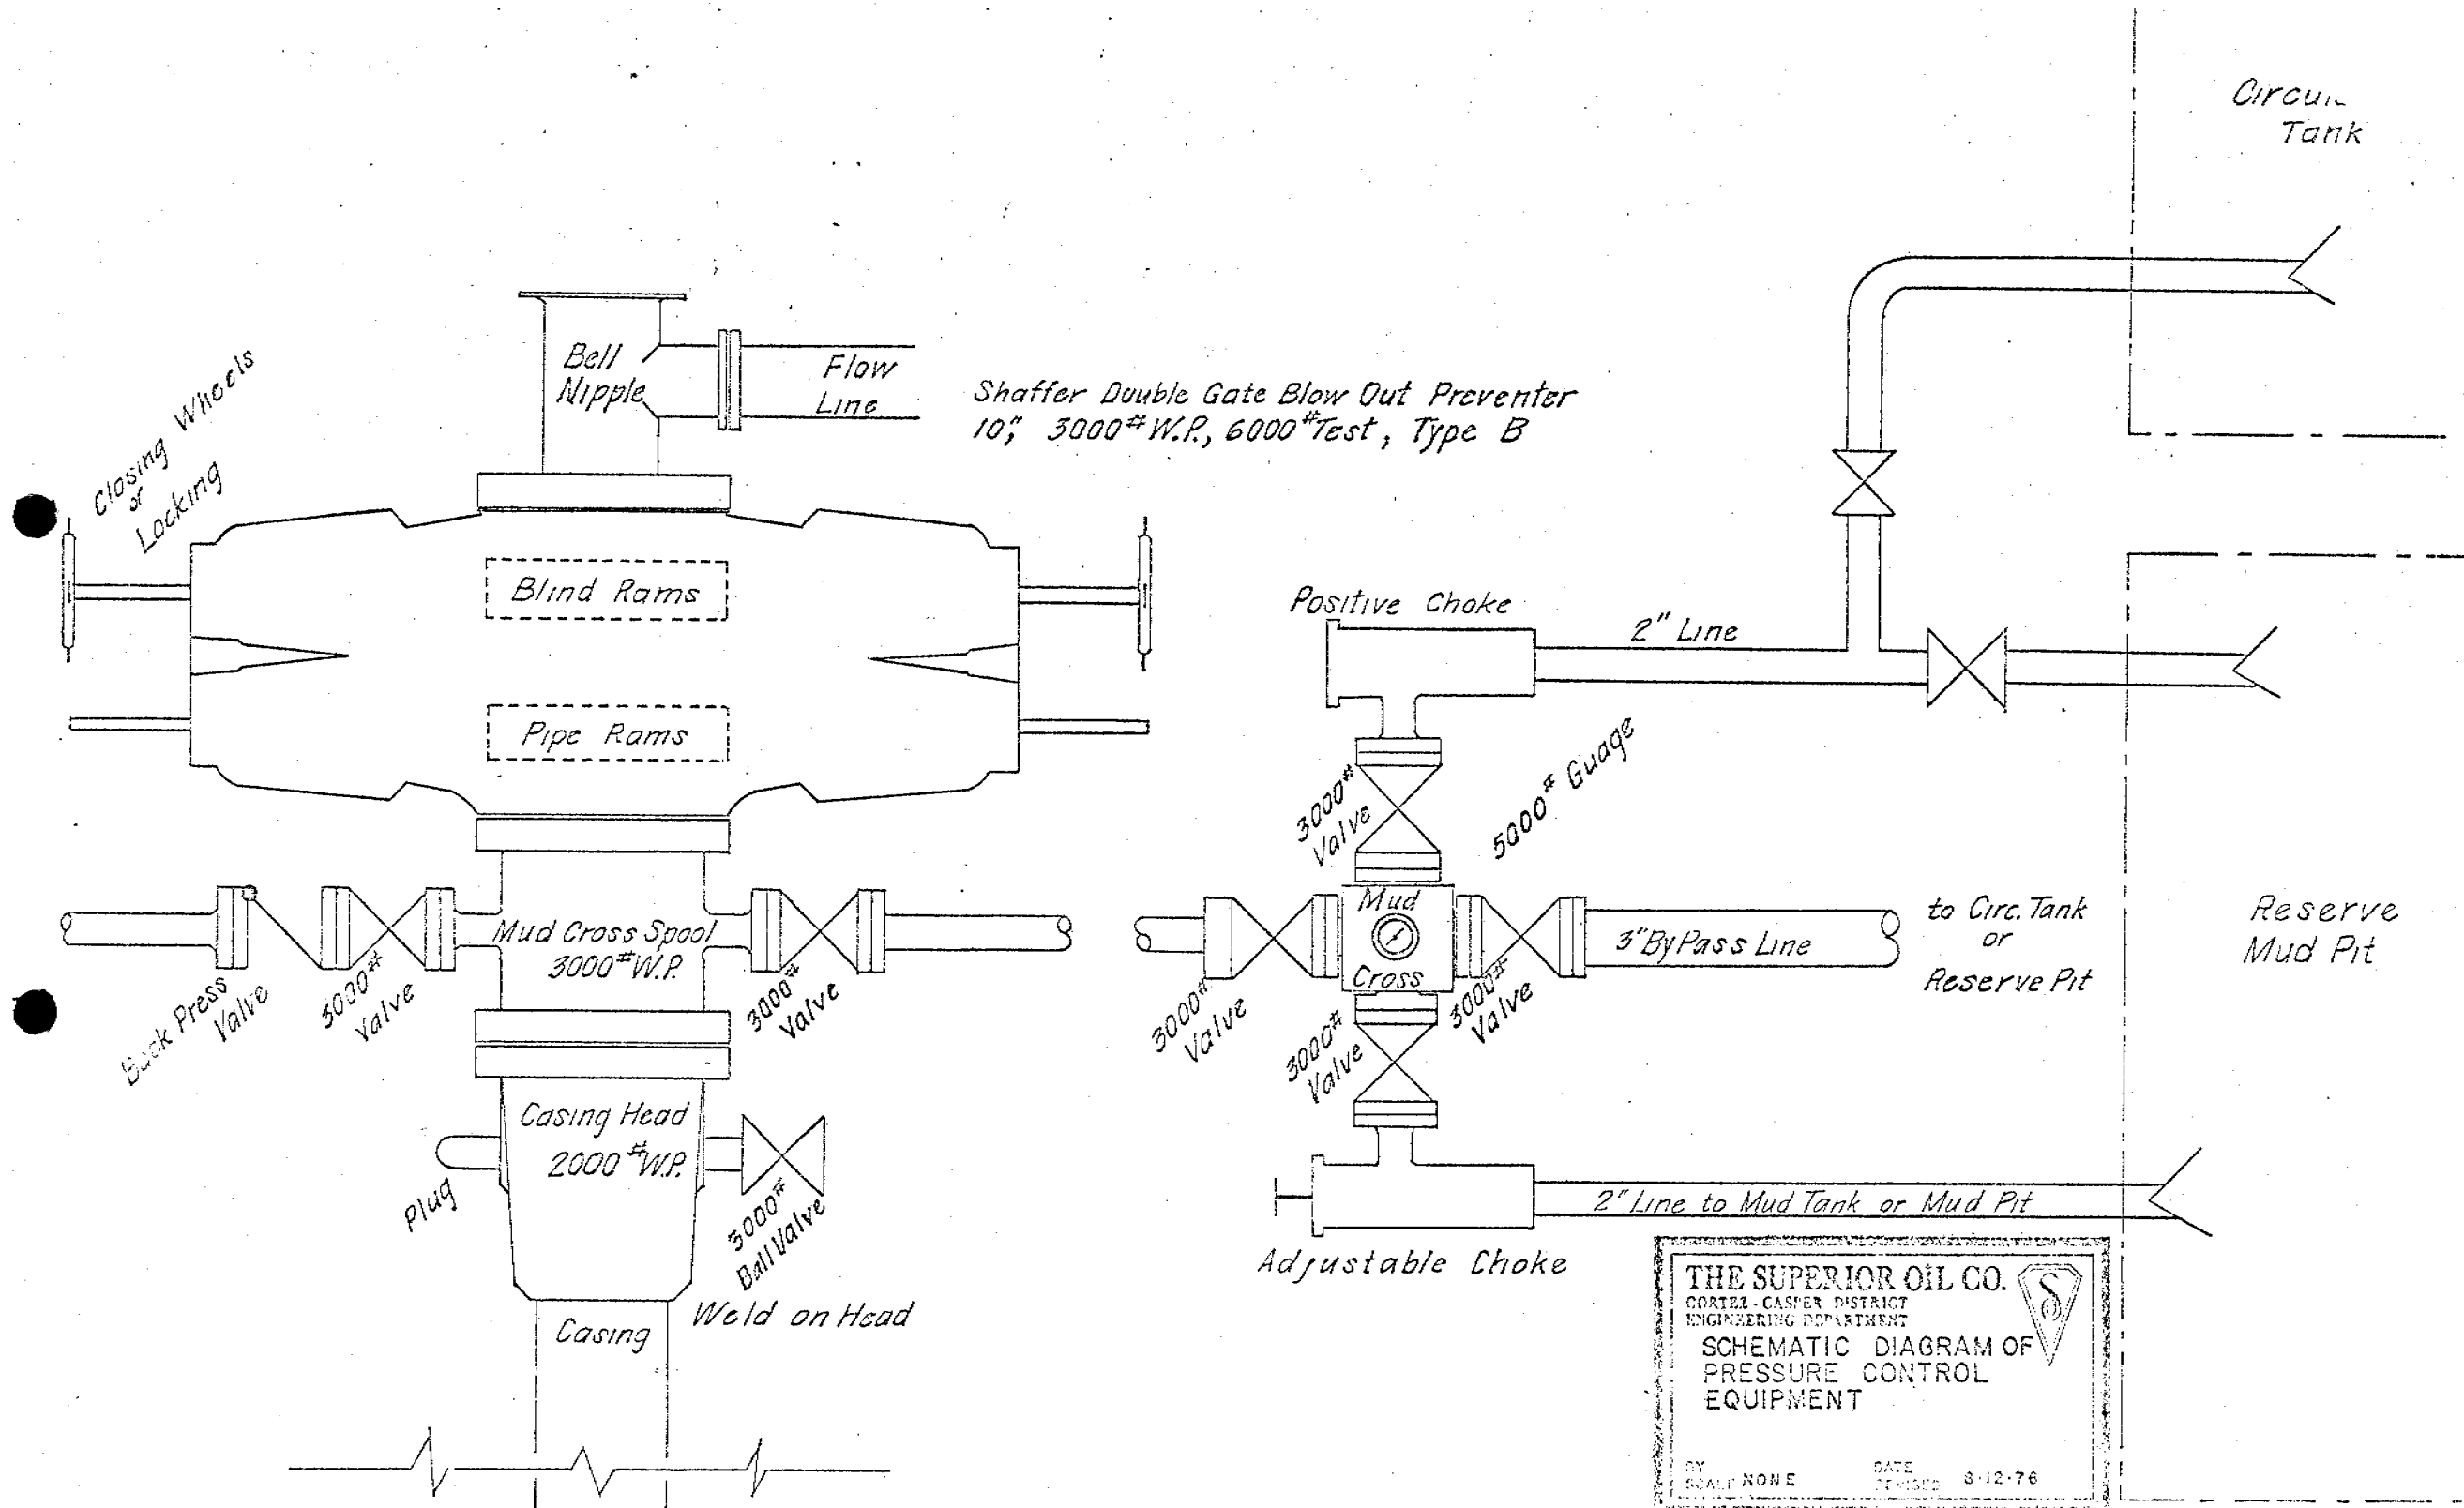 Tank
Bell
Nipple
Flow
Line
Shaffer Double Gate Blow Out Preventer
10", 3000# W.P., 6000# Test, Type B
Closing Wheels
or
Locking
Blind Rams
Pipe Rams
Positive Choke
2" Line
3000#
Valve
5000# Guage
Mud Cross Spool
3000# W.P.
Back Press
Valve
3000#
Valve
3000#
Valve
3000#
Valve
Mud
Cross
3000#
Valve
3" By Pass Line
to Circ. Tank
or
Reserve Pit
Reserve
Mud Pit
3000#
Valve
Casing Head
2000# W.P.
Plug
3000#
Ball Valve
Weld on Head
Casing
2" Line to Mud Tank or Mud Pit
Adjustable Choke
THE SUPERIOR OIL CO.
CORTEZ - CASPER DISTRICT
ENGINEERING DEPARTMENT
S
SCHEMATIC DIAGRAM OF
PRESSURE CONTROL
EQUIPMENT
BY
DATE
SCALE NONE
REVISED 8-12-76